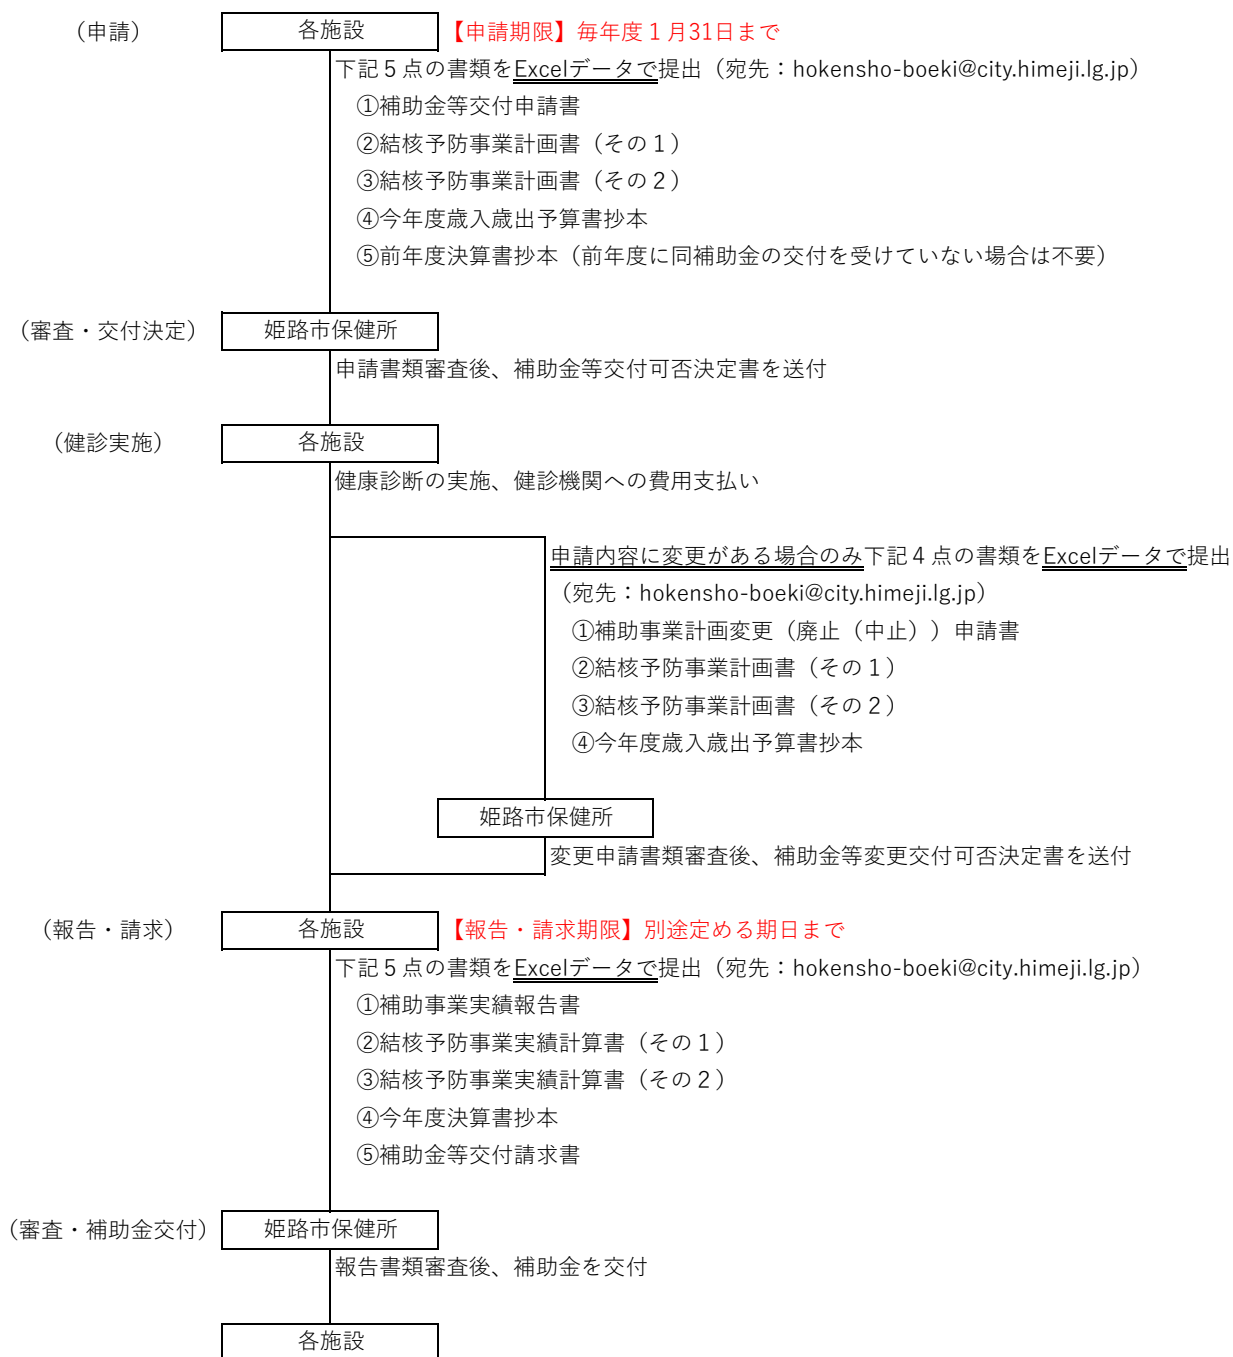 （申請）
各施設
【申請期限】毎年度１月31日まで
下記５点の書類をExcelデータで提出（宛先：hokensho-boeki@city.himeji.lg.jp）
①補助金等交付申請書
②結核予防事業計画書（その１）
③結核予防事業計画書（その２）
④今年度歳入歳出予算書抄本
⑤前年度決算書抄本（前年度に同補助金の交付を受けていない場合は不要）
（審査・交付決定）
姫路市保健所
申請書類審査後、補助金等交付可否決定書を送付
（健診実施）
各施設
健康診断の実施、健診機関への費用支払い
申請内容に変更がある場合のみ下記４点の書類をExcelデータで提出
（宛先：hokensho-boeki@city.himeji.lg.jp）
①補助事業計画変更（廃止（中止））申請書
②結核予防事業計画書（その１）
③結核予防事業計画書（その２）
④今年度歳入歳出予算書抄本
姫路市保健所
変更申請書類審査後、補助金等変更交付可否決定書を送付
（報告・請求）
各施設
【報告・請求期限】別途定める期日まで
下記５点の書類をExcelデータで提出（宛先：hokensho-boeki@city.himeji.lg.jp）
①補助事業実績報告書
②結核予防事業実績計算書（その１）
③結核予防事業実績計算書（その２）
④今年度決算書抄本
⑤補助金等交付請求書
（審査・補助金交付）
姫路市保健所
報告書類審査後、補助金を交付
各施設